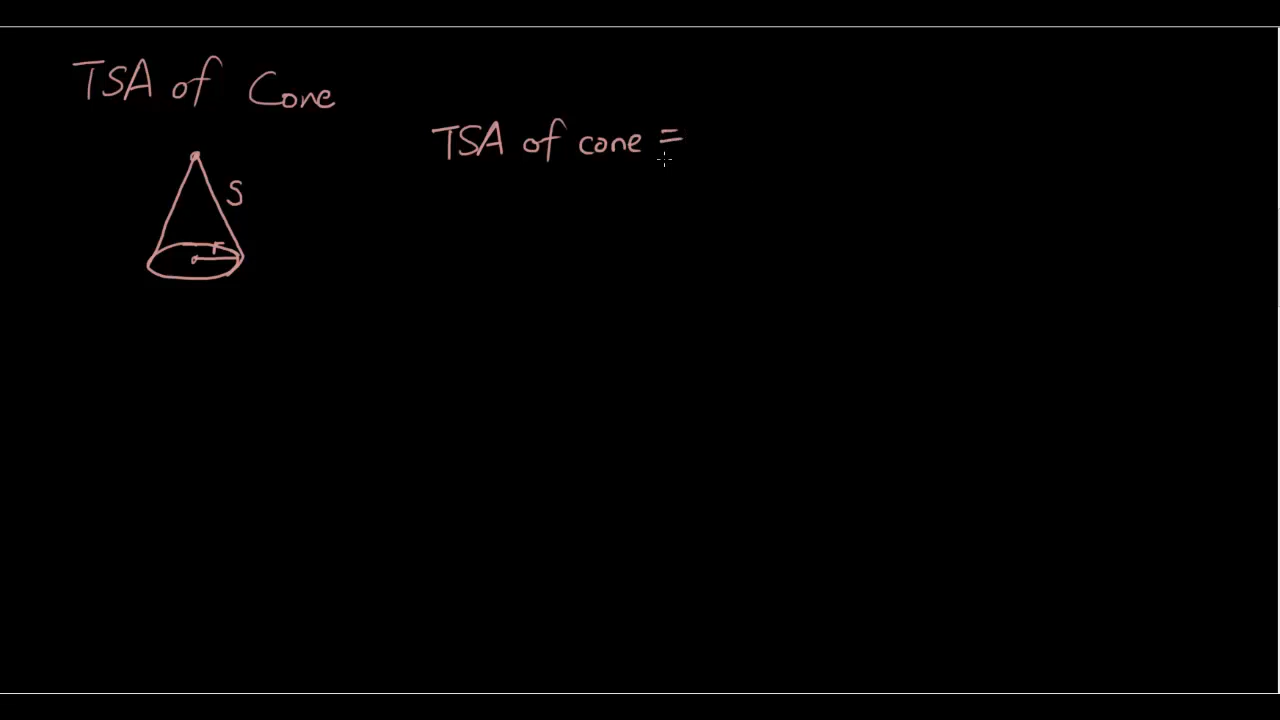 TSA of Cone
TSA of cone =
S
r